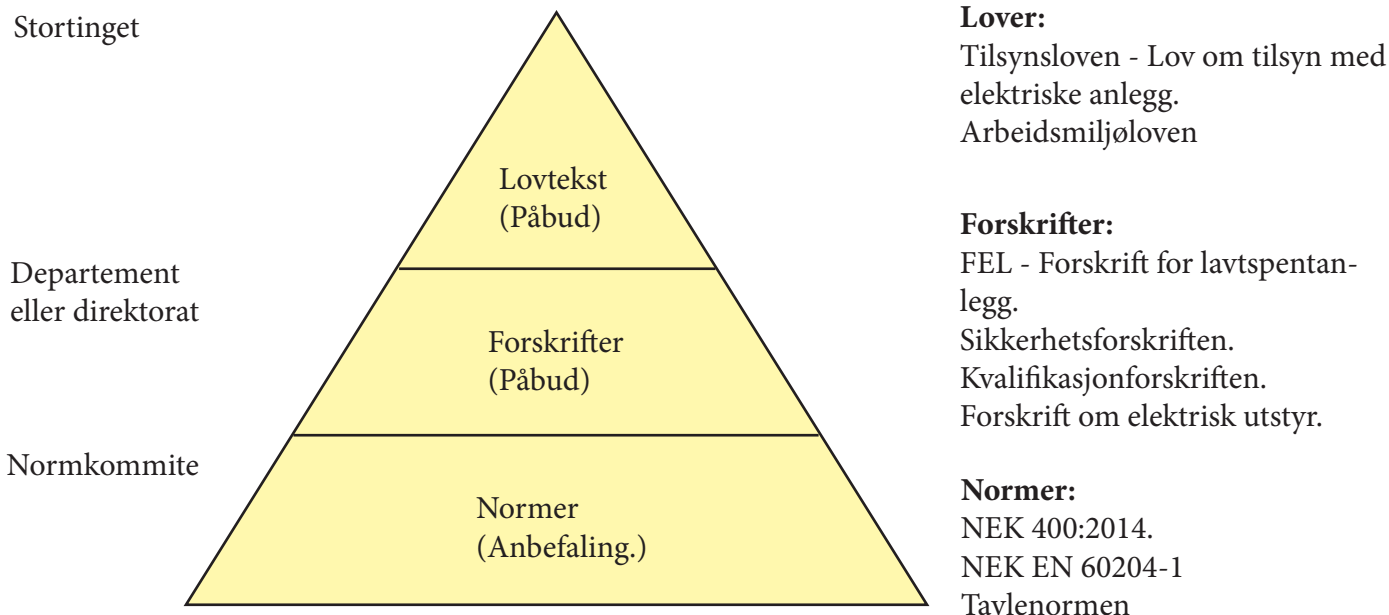 Stortinget
Lovtekst
(Påbud)
Departement
eller direktorat
Forskrifter
(Påbud)
Normkommite
Normer
(Anbefaling.)
Lover:
Tilsynsloven - Lov om tilsyn med
elektriske anlegg.
Arbeidsmiljøloven
Forskrifter:
FEL - Forskrift for lavtspentan-
legg.
Sikkerhetsforskriften.
Kvalifikasjonforskriften.
Forskrift om elektrisk utstyr.
Normer:
NEK 400:2014.
NEK EN 60204-1
Tavlenormen